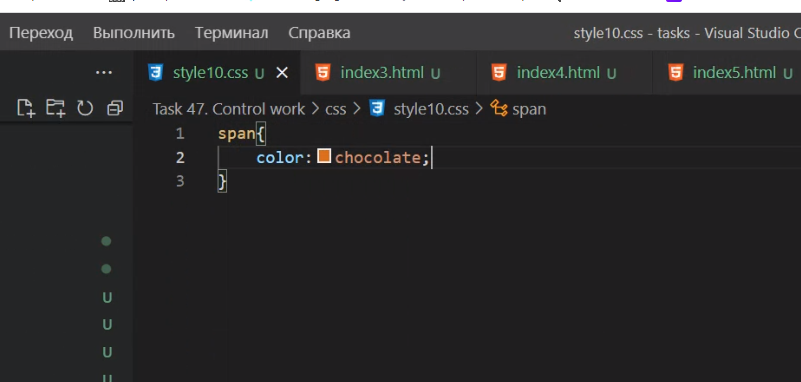 Переход Выполнить Терминал Справка style10.css - tasks - Visual Studio
... style10.css U × index3.html U index4.html U index5.html U
Task 47. Control work > css > style10.css > span
1 span{
2 color: chocolate;
3 }
U
U
U
U